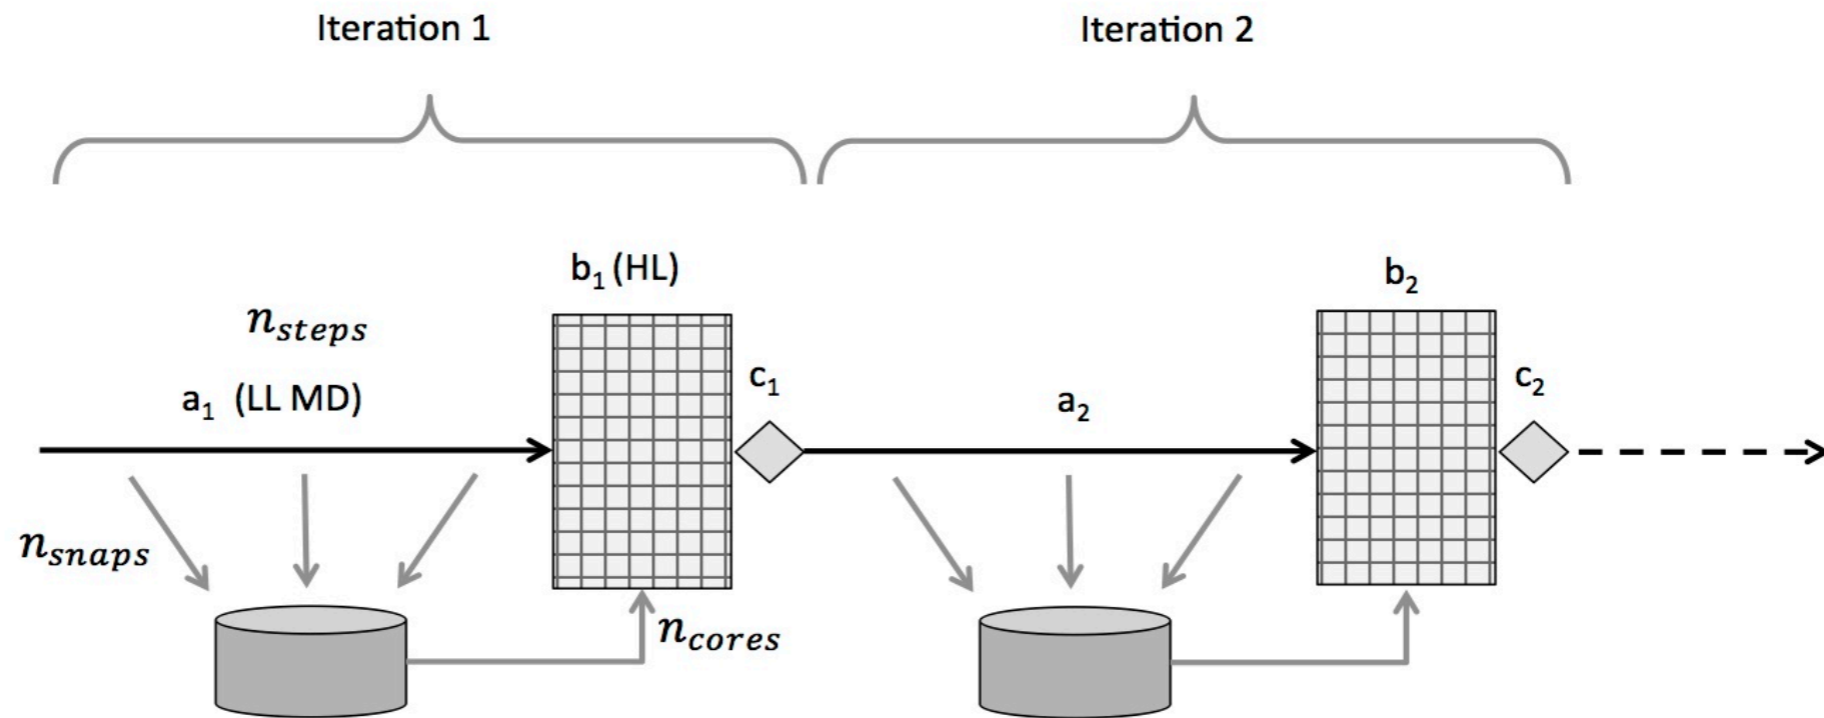 Iteration 1
Iteration 2
b₁ (HL)
b₂
n_steps
c₁
c₂
a₁ (LL MD)
a₂
n_snaps
n_cores